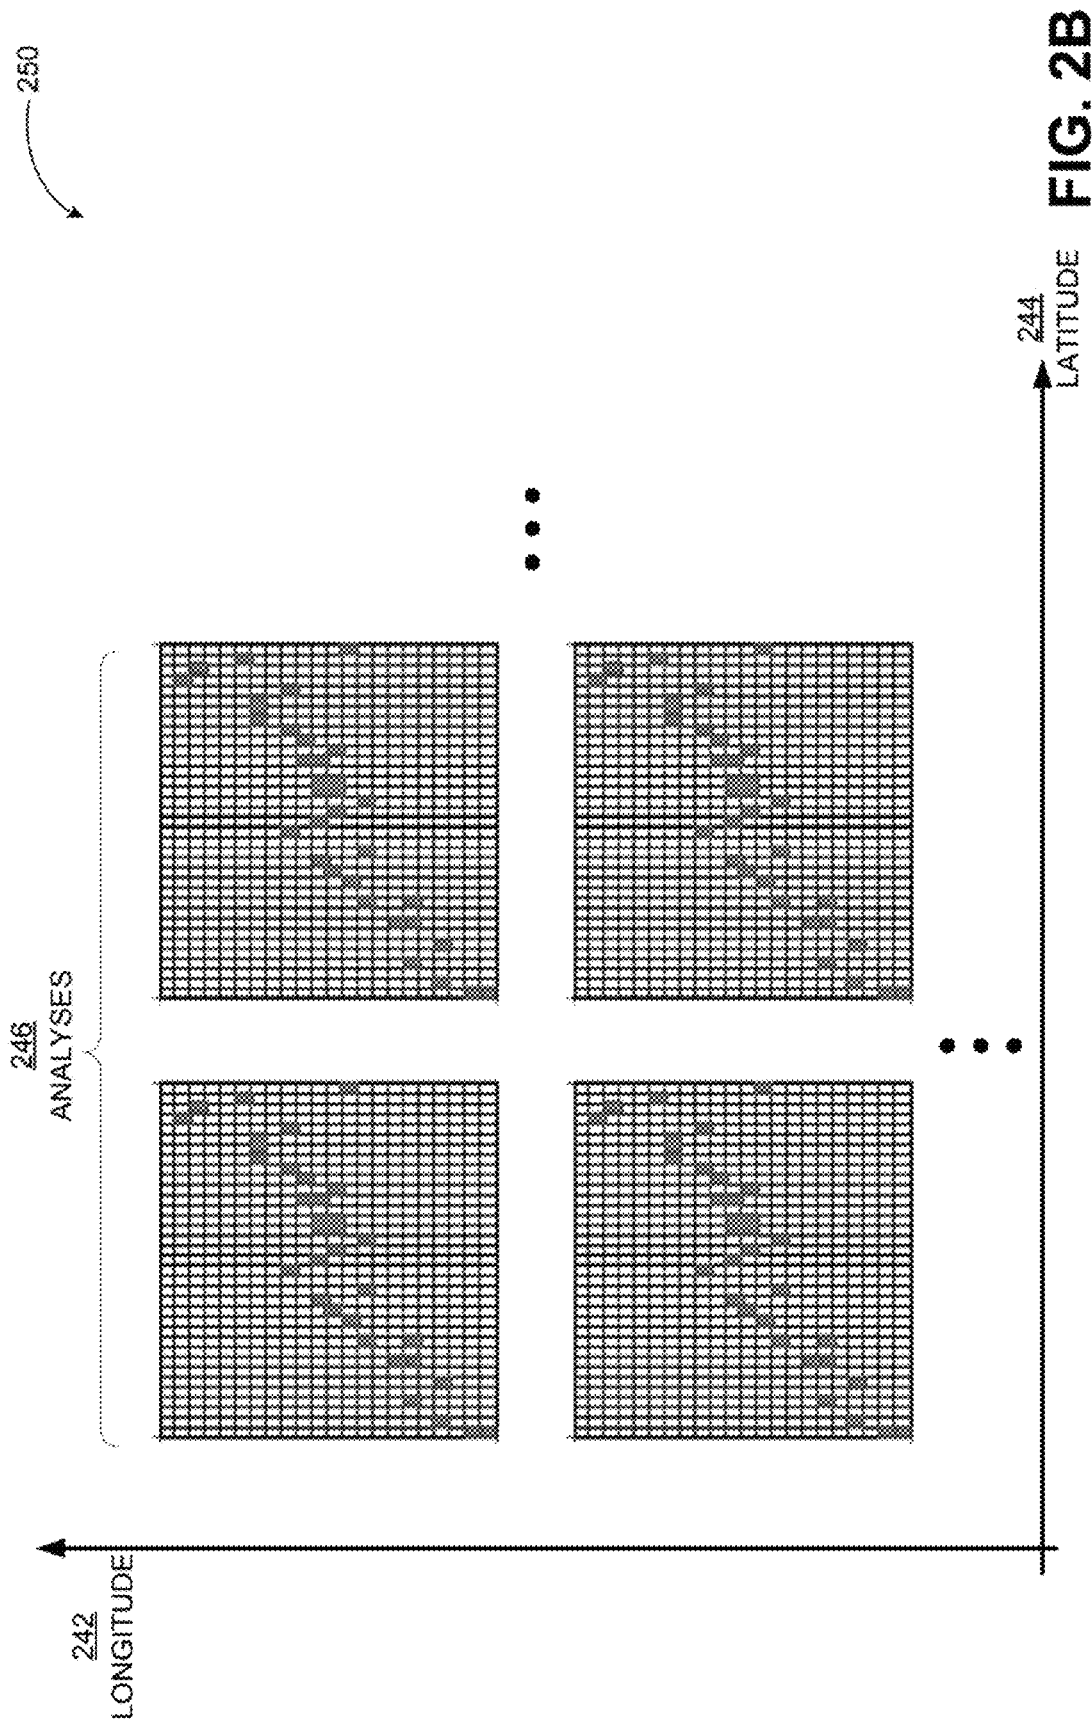 250
246
ANALYSES
242
LONGITUDE
244
LATITUDE
FIG. 2B